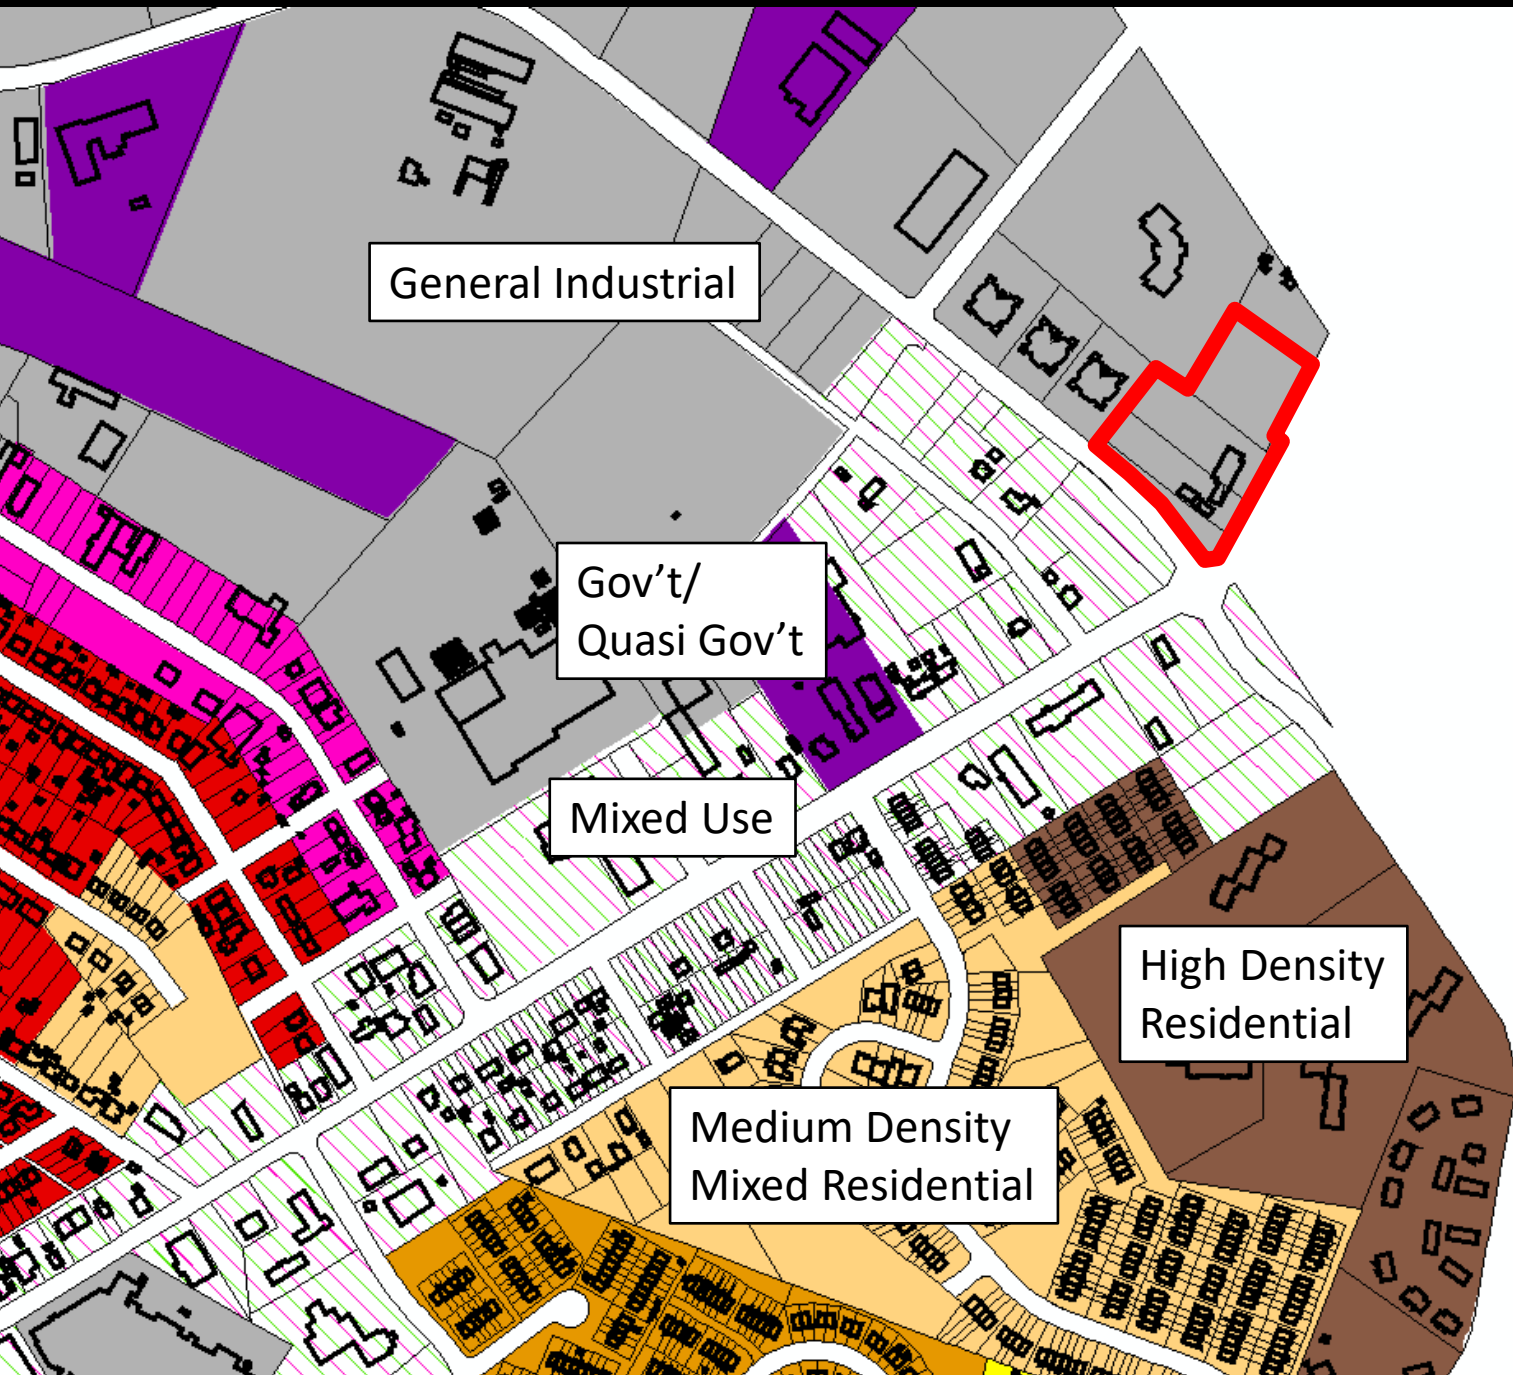 General Industrial
Gov't/
Quasi Gov't
Mixed Use
High Density
Residential
Medium Density
Mixed Residential